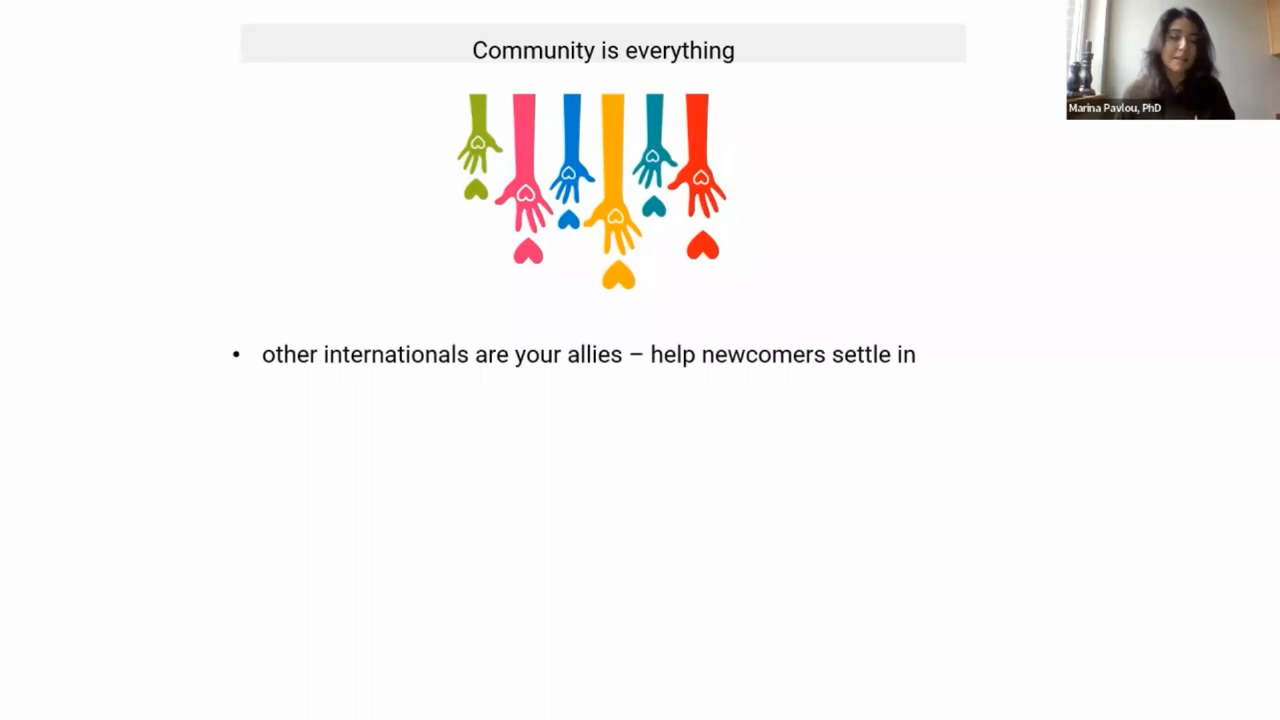 Community is everything
Marina Pavlou, PhD
• other internationals are your allies – help newcomers settle in